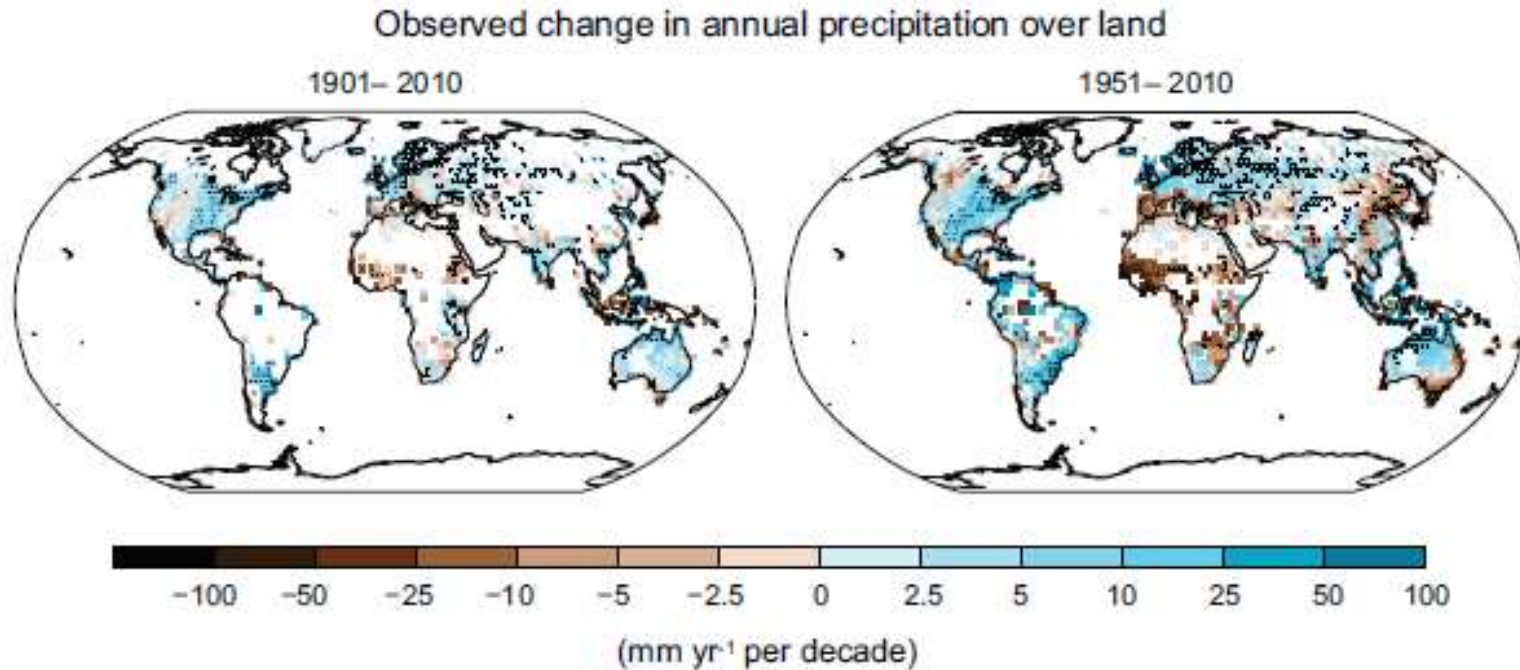 Observed change in annual precipitation over land
1901– 2010
1951– 2010
−100 −50 −25 −10 −5 −2.5 0 2.5 5 10 25 50 100
(mm yr⁻¹ per decade)